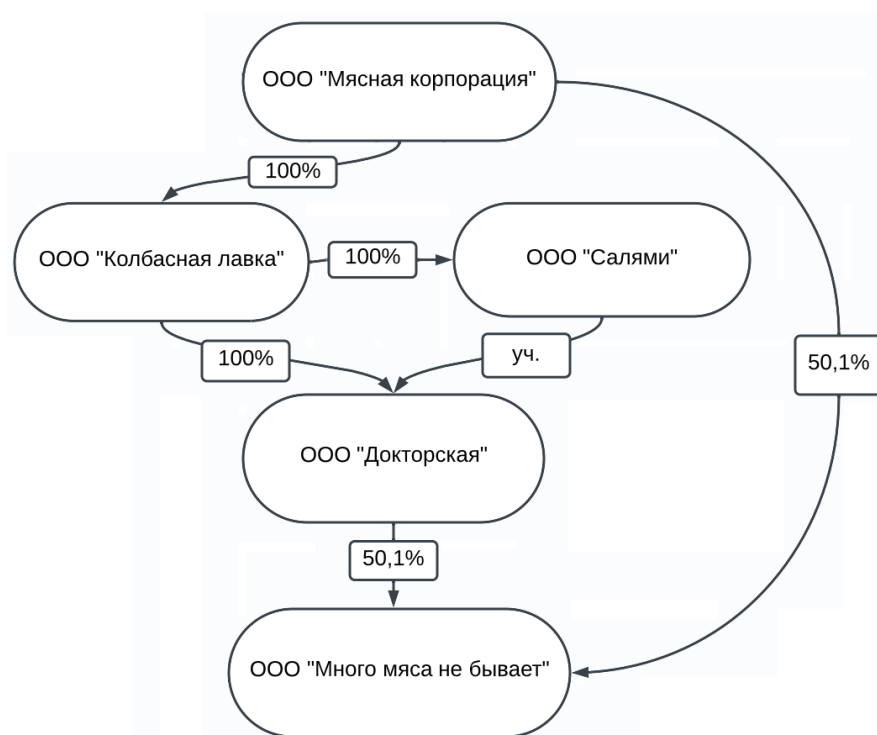 ООО "Мясная корпорация"
100%
ООО "Колбасная лавка"
100%
ООО "Салями"
100%
уч.
50,1%
ООО "Докторская"
50,1%
ООО "Много мяса не бывает"